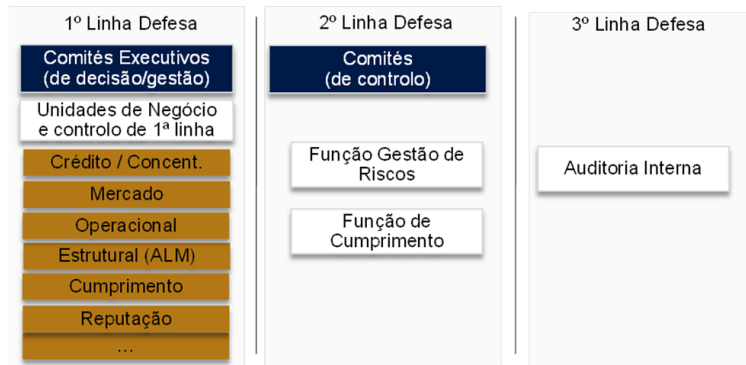 1º Linha Defesa
Comités Executivos
(de decisão/gestão)
Unidades de Negócio
e controlo de 1ª linha
Crédito / Concent.
Mercado
Operacional
Estrutural (ALM)
Cumprimento
Reputação
...
2º Linha Defesa
Comités
(de controlo)
Função Gestão de
Riscos
Função de
Cumprimento
3º Linha Defesa
Auditoria Interna